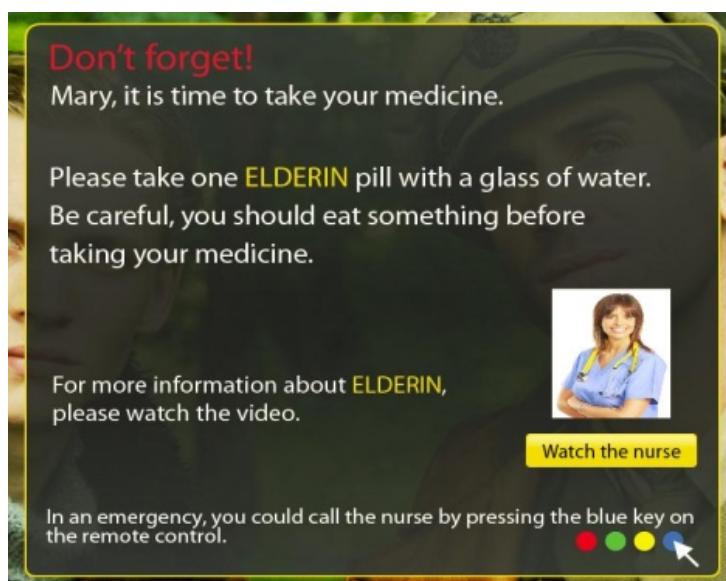 Don't forget!
Mary, it is time to take your medicine.
Please take one ELDERIN pill with a glass of water.
Be careful, you should eat something before
taking your medicine.
For more information about ELDERIN,
please watch the video.
Watch the nurse
In an emergency, you could call the nurse by pressing the blue key on
the remote control.